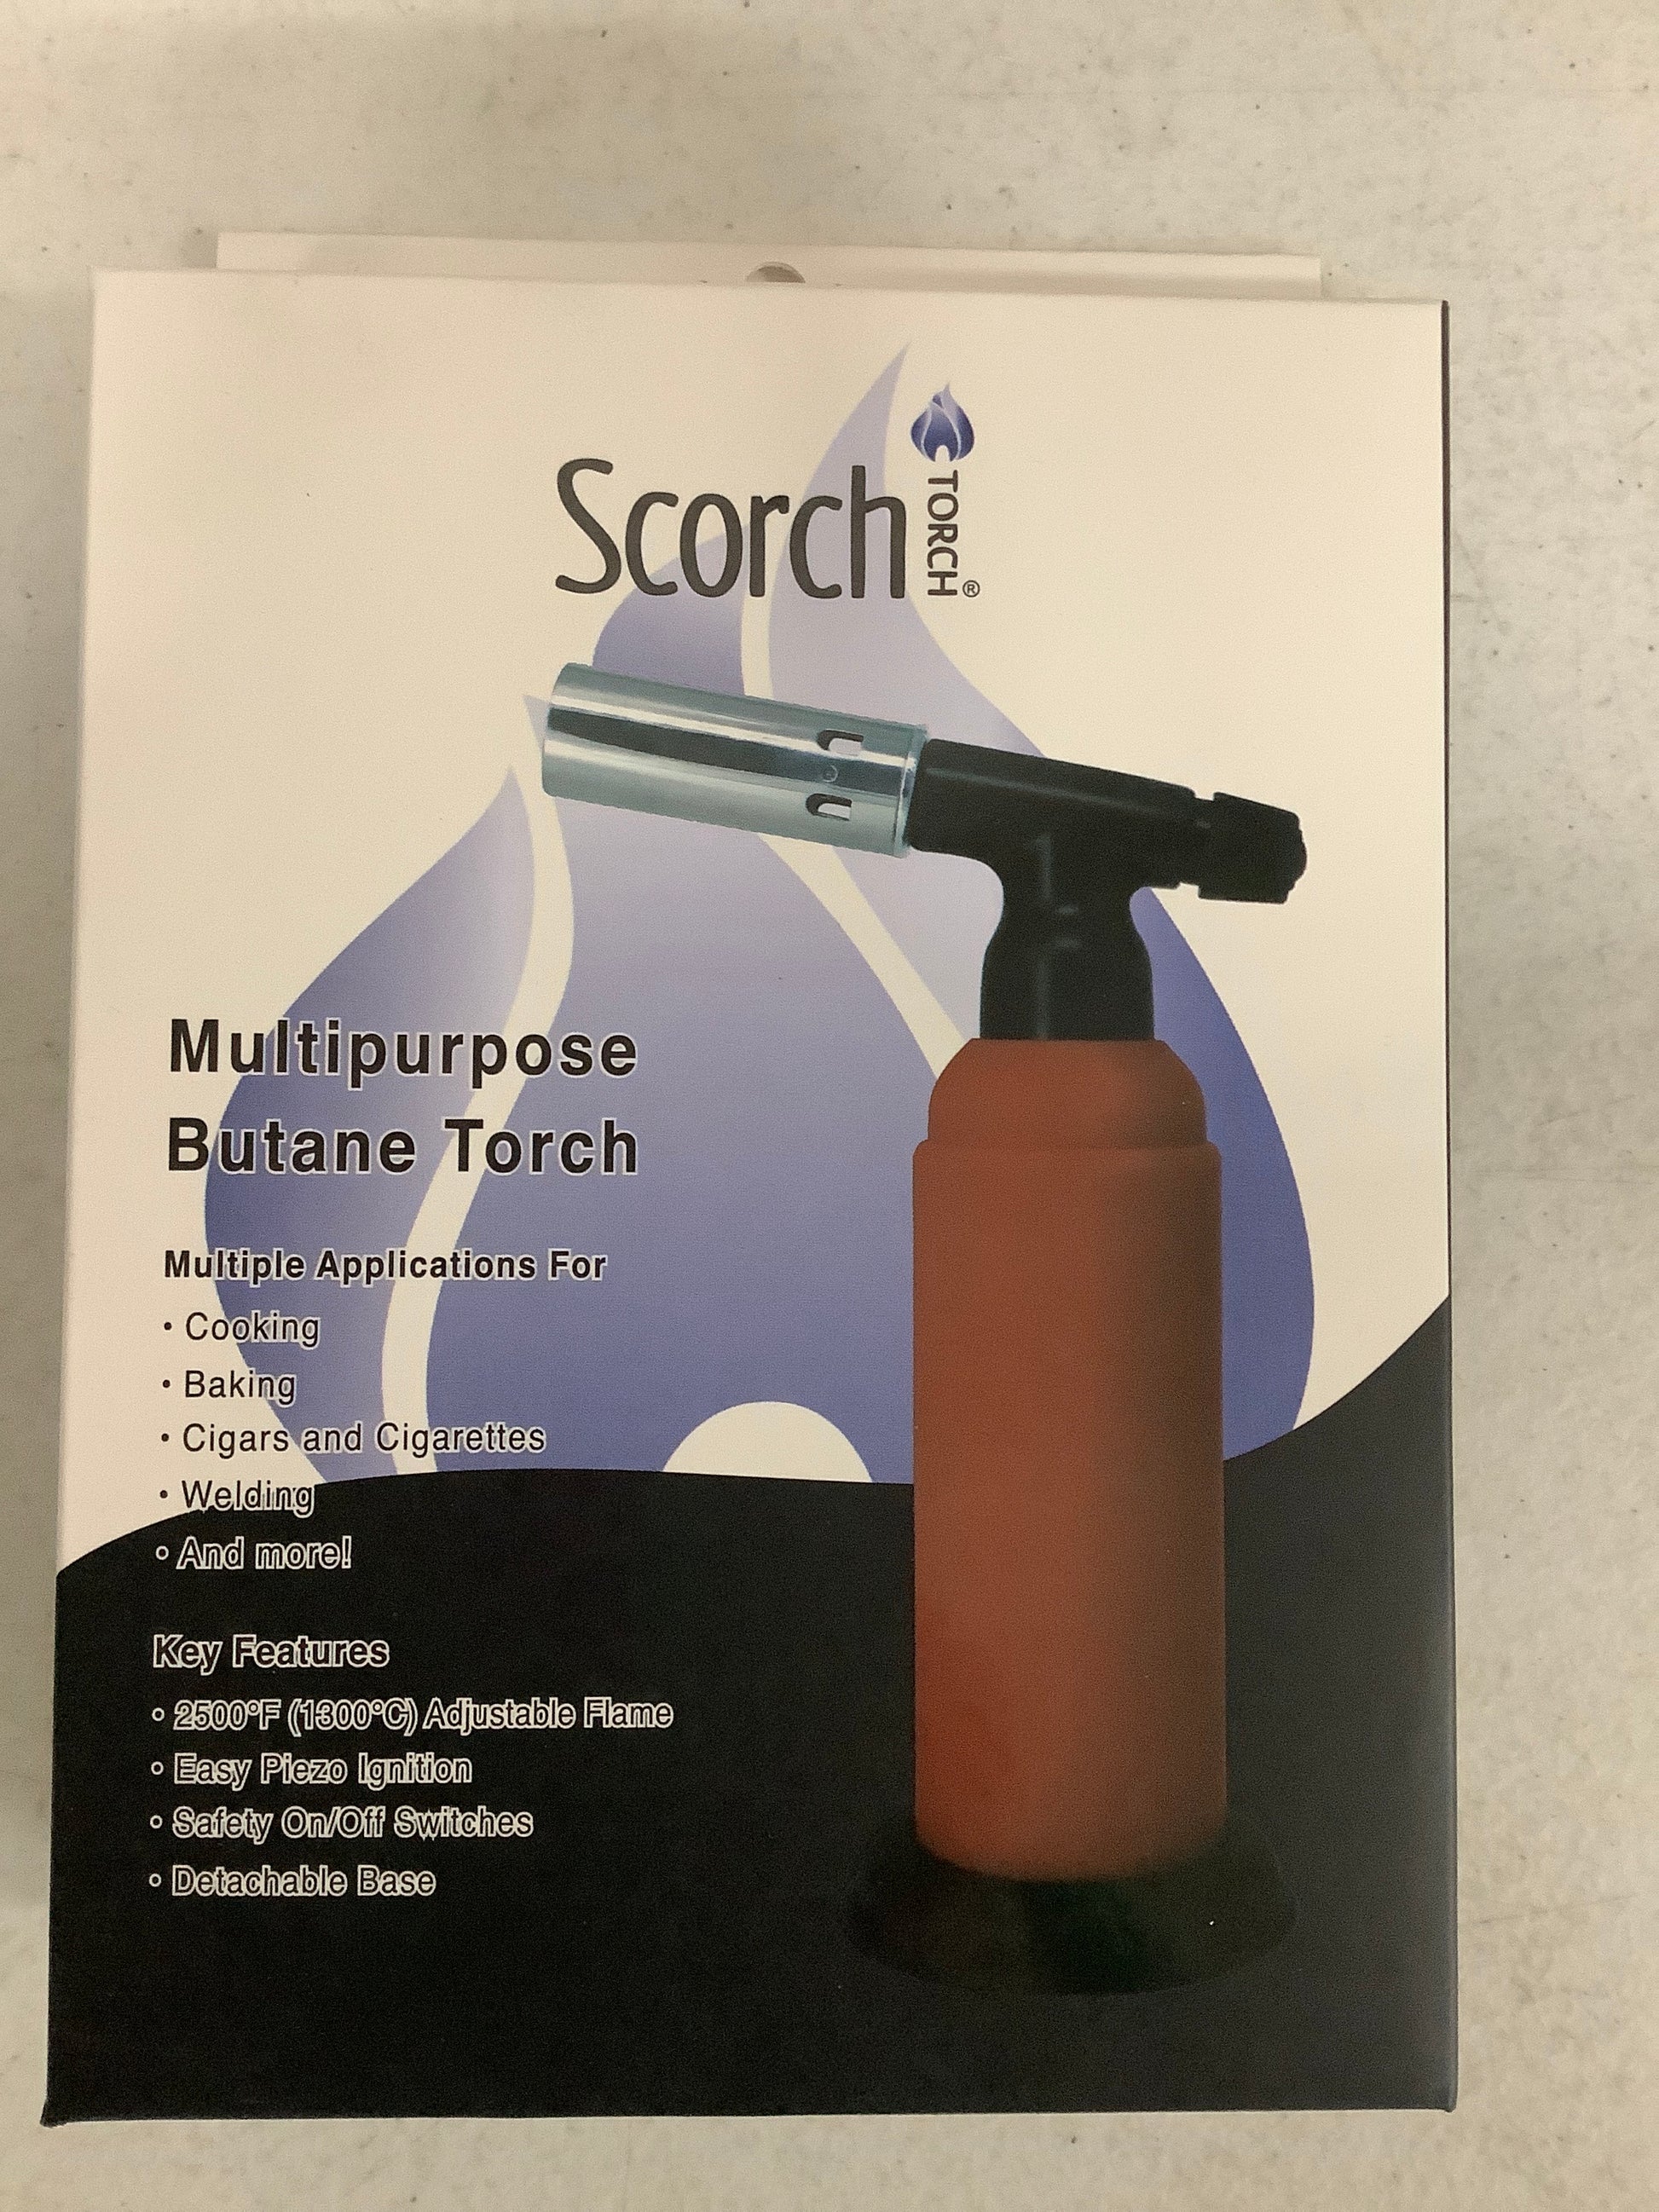 Scorch TORCH®
Multipurpose
Butane Torch
Multiple Applications For
• Cooking
• Baking
• Cigars and Cigarettes
• Welding
• And more!
Key Features
• 2500°F (1300°C) Adjustable Flame
• Easy Piezo Ignition
• Safety On/Off Switches
• Detachable Base